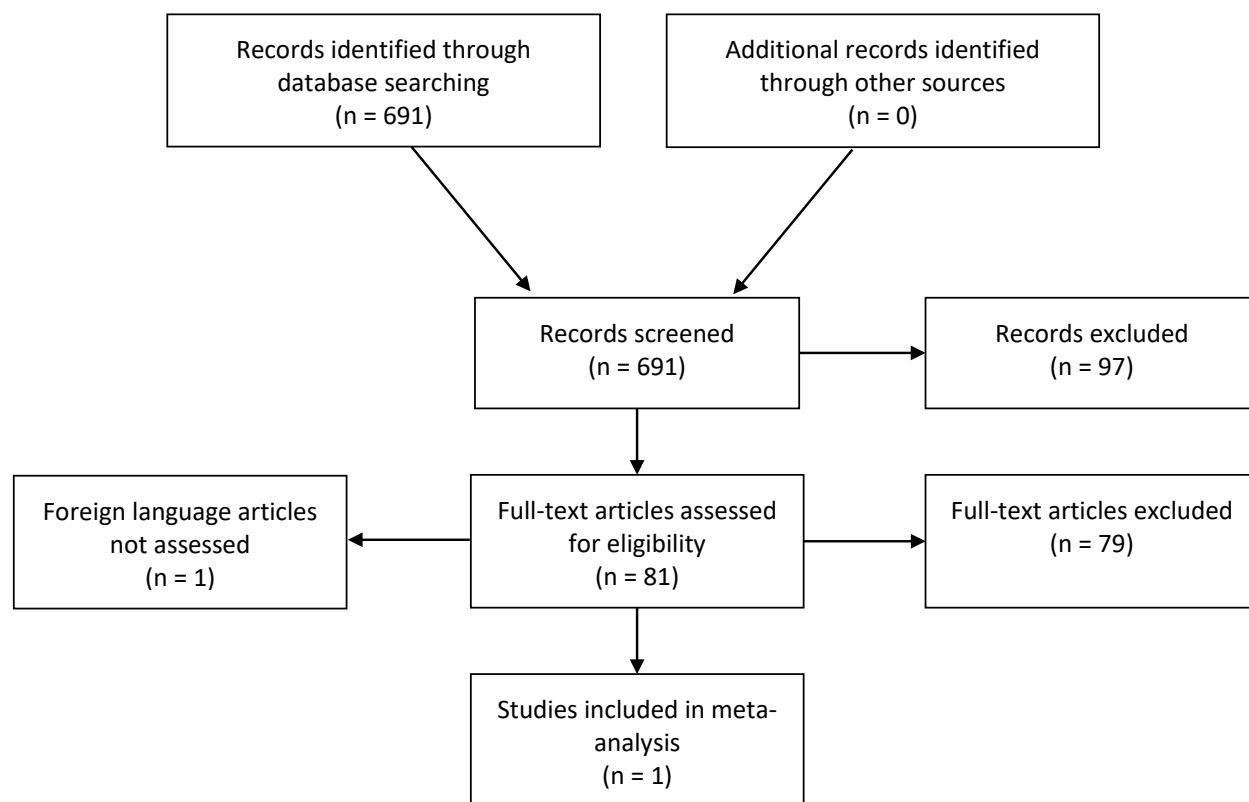 Records identified through
database searching
(n = 691)
Additional records identified
through other sources
(n = 0)
Records screened
(n = 691)
Records excluded
(n = 97)
Foreign language articles
not assessed
(n = 1)
Full-text articles assessed
for eligibility
(n = 81)
Full-text articles excluded
(n = 79)
Studies included in meta-
analysis
(n = 1)